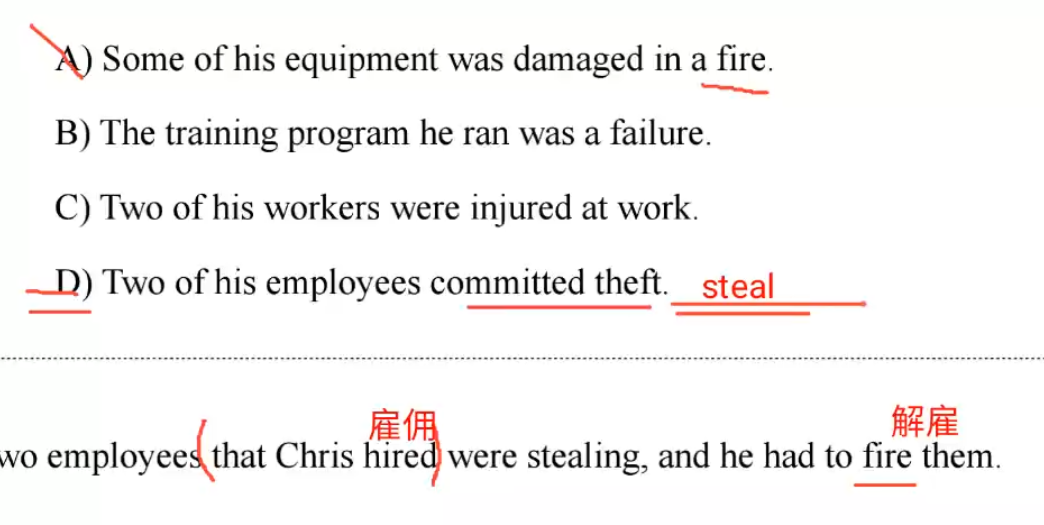 A) Some of his equipment was damaged in a fire.
B) The training program he ran was a failure.
C) Two of his workers were injured at work.
D) Two of his employees committed theft. steal
雇佣 解雇
wo employees (that Chris hired) were stealing, and he had to fire them.